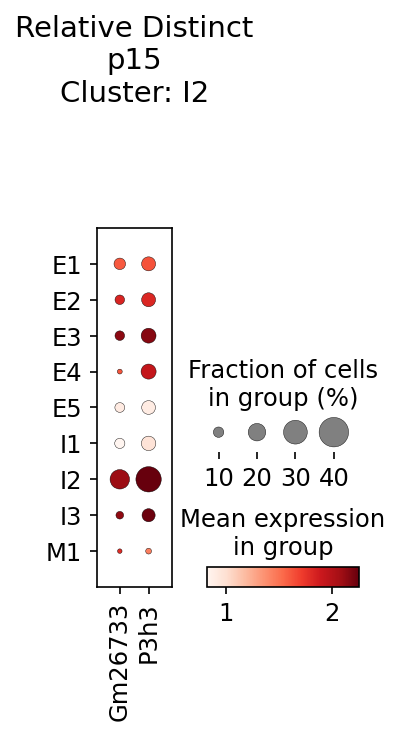 Relative Distinct
p15
Cluster: I2
E1
E2
E3
E4
E5
I1
I2
I3
M1
Gm26733
P3h3
Fraction of cells
in group (%)
10 20 30 40
Mean expression
in group
1 2